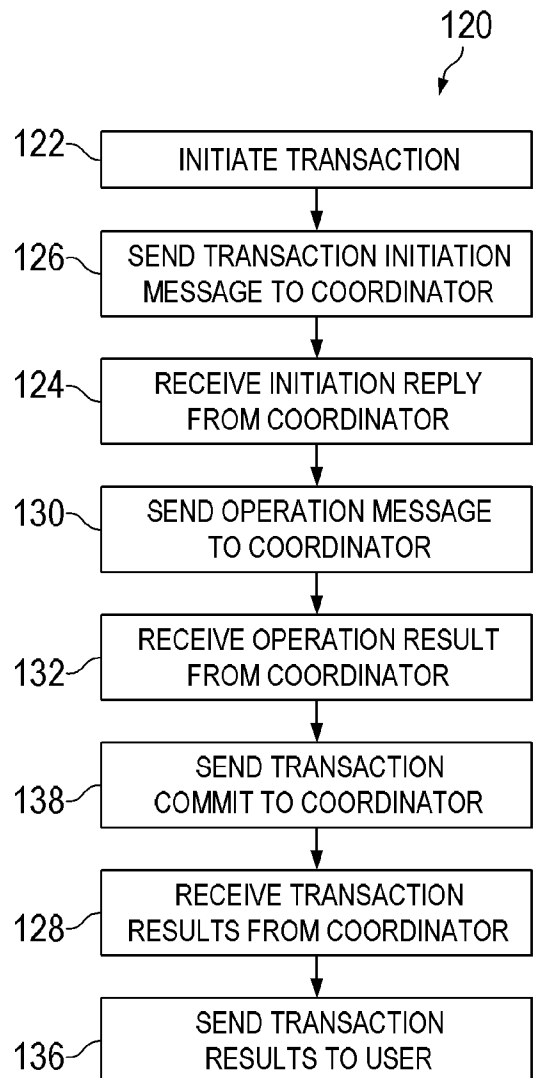 120
122
INITIATE TRANSACTION
126
SEND TRANSACTION INITIATION
MESSAGE TO COORDINATOR
124
RECEIVE INITIATION REPLY
FROM COORDINATOR
130
SEND OPERATION MESSAGE
TO COORDINATOR
132
RECEIVE OPERATION RESULT
FROM COORDINATOR
138
SEND TRANSACTION
COMMIT TO COORDINATOR
128
RECEIVE TRANSACTION
RESULTS FROM COORDINATOR
136
SEND TRANSACTION
RESULTS TO USER